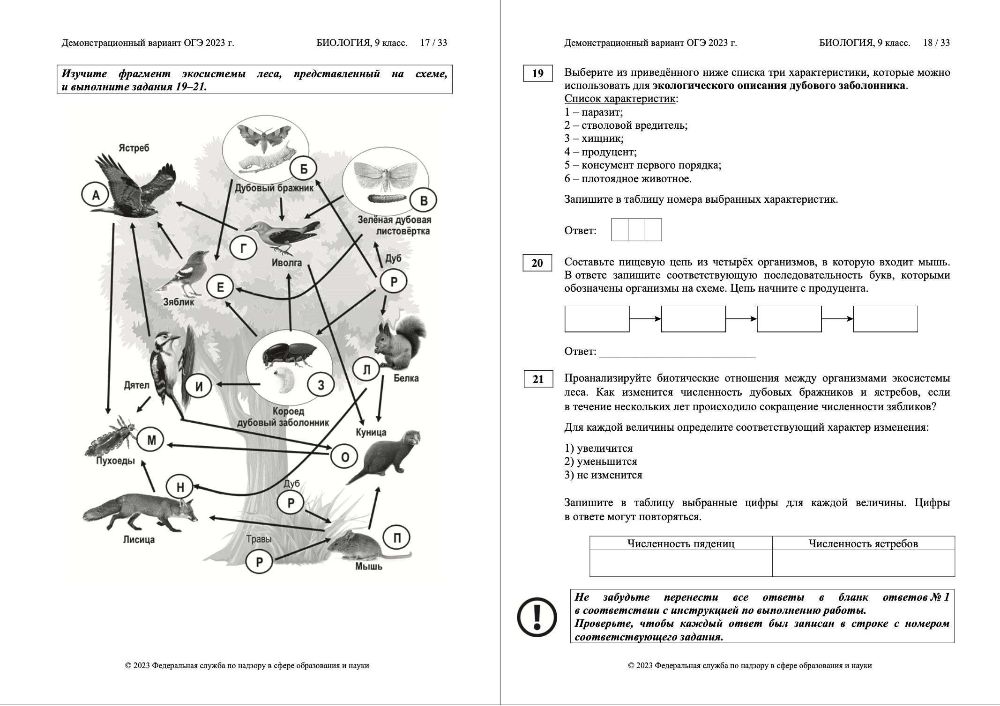 Демонстрационный вариант ОГЭ 2023 г. БИОЛОГИЯ, 9 класс. 17 / 33
Изучите фрагмент экосистемы леса, представленный на схеме,
и выполните задания 19–21.
Ястреб
А
Б
Дубовый бражник
В
Зелёная дубовая
листовёртка
Г
Иволга
Дуб
Р
Е
Зяблик
Л
Белка
Дятел
И
З
Короед
дубовый заболонник
Куница
М
Пухоеды
О
Н
Дуб
Р
Лисица
Травы
Р
П
Мышь
© 2023 Федеральная служба по надзору в сфере образования и науки
Демонстрационный вариант ОГЭ 2023 г. БИОЛОГИЯ, 9 класс. 18 / 33
19 Выберите из приведённого ниже списка три характеристики, которые можно
использовать для экологического описания дубового заболонника.
Список характеристик:
1 – паразит;
2 – стволовой вредитель;
3 – хищник;
4 – продуцент;
5 – консумент первого порядка;
6 – плотоядное животное.
Запишите в таблицу номера выбранных характеристик.
Ответ:
20 Составьте пищевую цепь из четырёх организмов, в которую входит мышь.
В ответе запишите соответствующую последовательность букв, которыми
обозначены организмы на схеме. Цепь начните с продуцента.
Ответ: ___________________________
21 Проанализируйте биотические отношения между организмами экосистемы
леса. Как изменится численность дубовых бражников и ястребов, если
в течение нескольких лет происходило сокращение численности зябликов?
Для каждой величины определите соответствующий характер изменения:
1) увеличится
2) уменьшится
3) не изменится
Запишите в таблицу выбранные цифры для каждой величины. Цифры
в ответе могут повторяться.
Численность пядениц Численность ястребов
!
Не забудьте перенести все ответы в бланк ответов № 1
в соответствии с инструкцией по выполнению работы.
Проверьте, чтобы каждый ответ был записан в строке с номером
соответствующего задания.
© 2023 Федеральная служба по надзору в сфере образования и науки